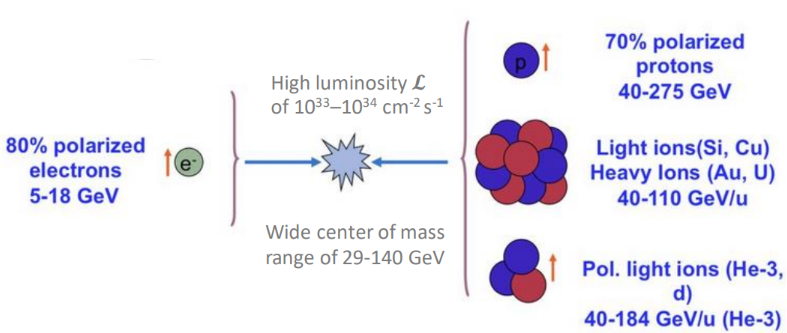 80% polarized
electrons
5-18 GeV
e-
High luminosity ℒ
of 10³³–10³⁴ cm⁻² s⁻¹
Wide center of mass
range of 29-140 GeV
p
70% polarized
protons
40-275 GeV
Light ions(Si, Cu)
Heavy Ions (Au, U)
40-110 GeV/u
Pol. light ions (He-3,
d)
40-184 GeV/u (He-3)